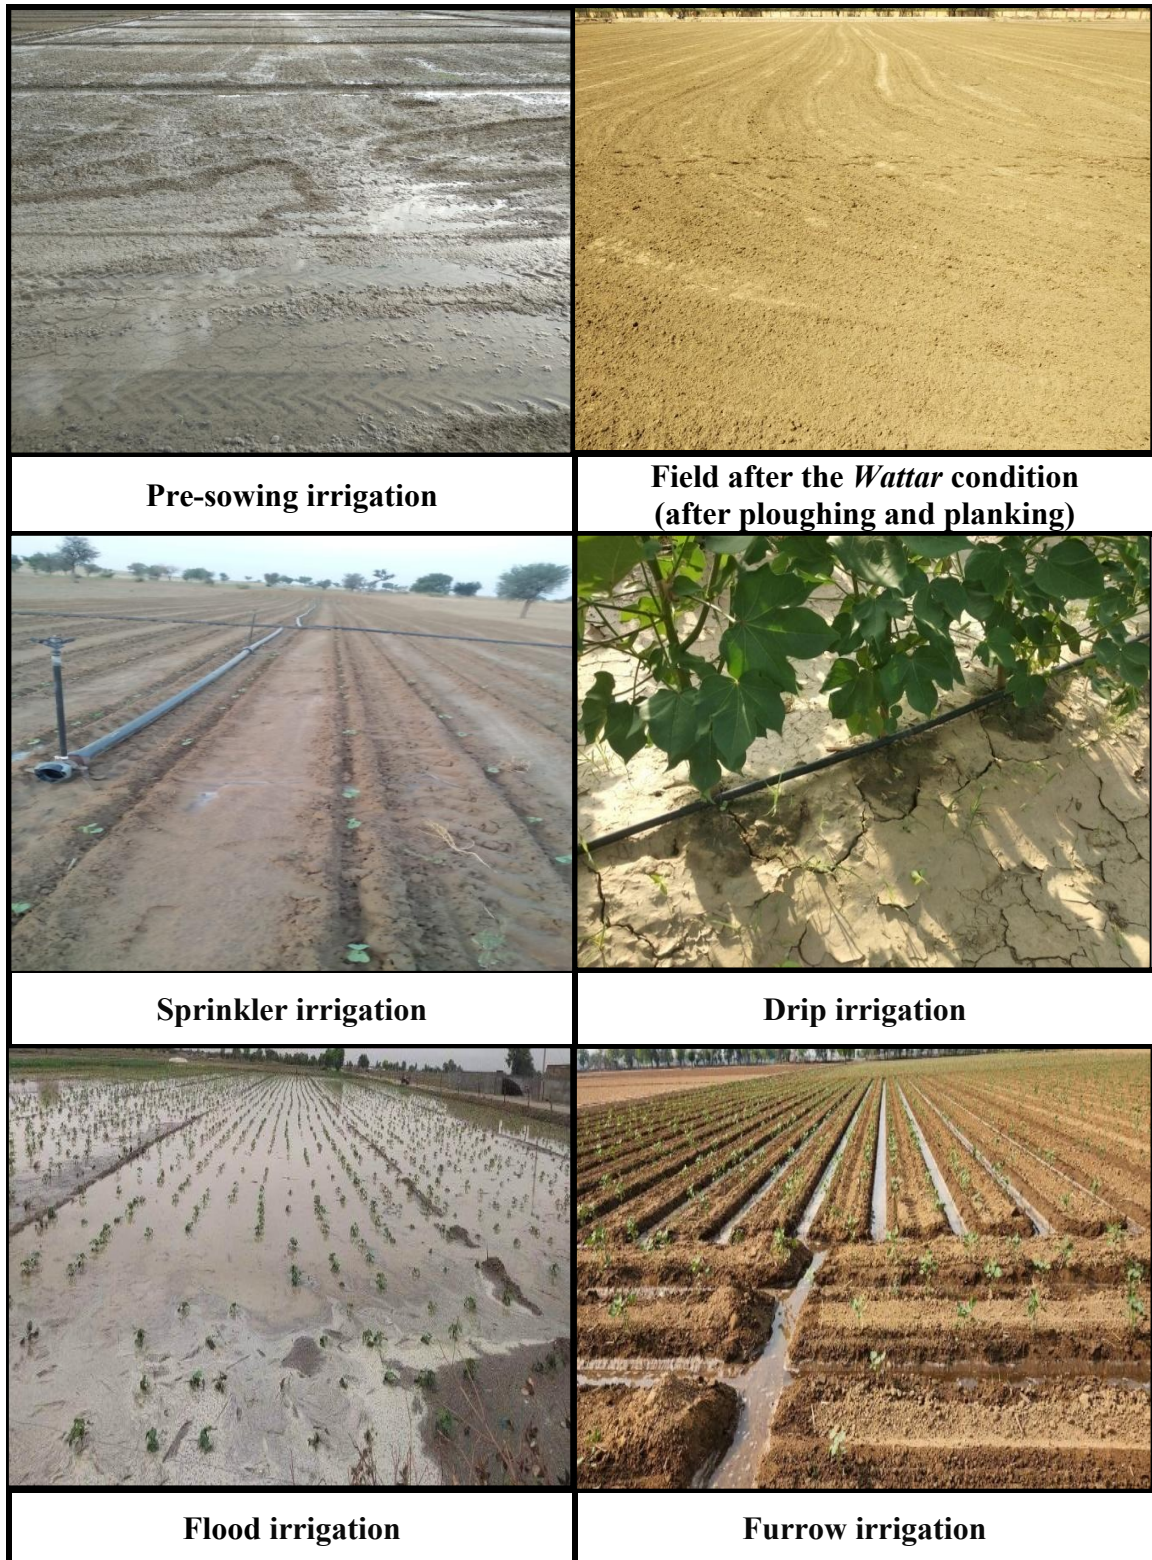 Pre-sowing irrigation
Field after the Wattar condition
(after ploughing and planking)
Sprinkler irrigation
Drip irrigation
Flood irrigation
Furrow irrigation